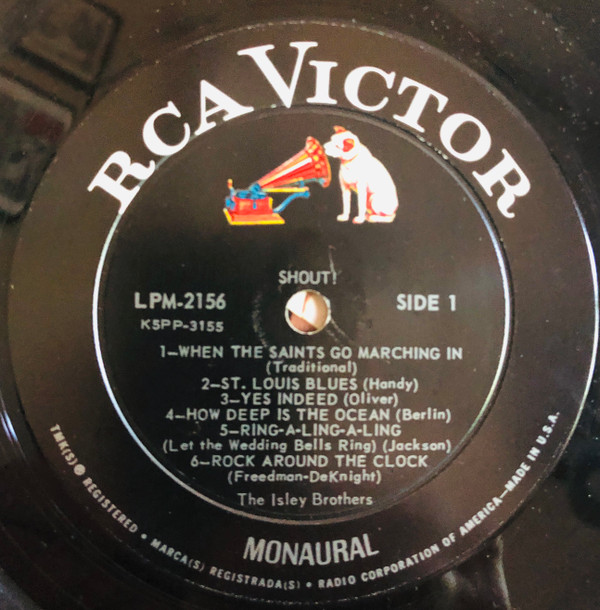 RCA VICTOR
SHOUT!
LPM-2156
SIDE 1
K5PP-3155
1—WHEN THE SAINTS GO MARCHING IN
(Traditional)
2—ST. LOUIS BLUES (Handy)
3—YES INDEED (Oliver)
4—HOW DEEP IS THE OCEAN (Berlin)
5—RING-A-LING-A-LING
(Let the Wedding Bells Ring) (Jackson)
6—ROCK AROUND THE CLOCK
(Freedman-DeKnight)
The Isley Brothers
MONAURAL
TMK(S) ® REGISTERED • MARCA(S) REGISTRADA(S) • RADIO CORPORATION OF AMERICA—MADE IN U.S.A.